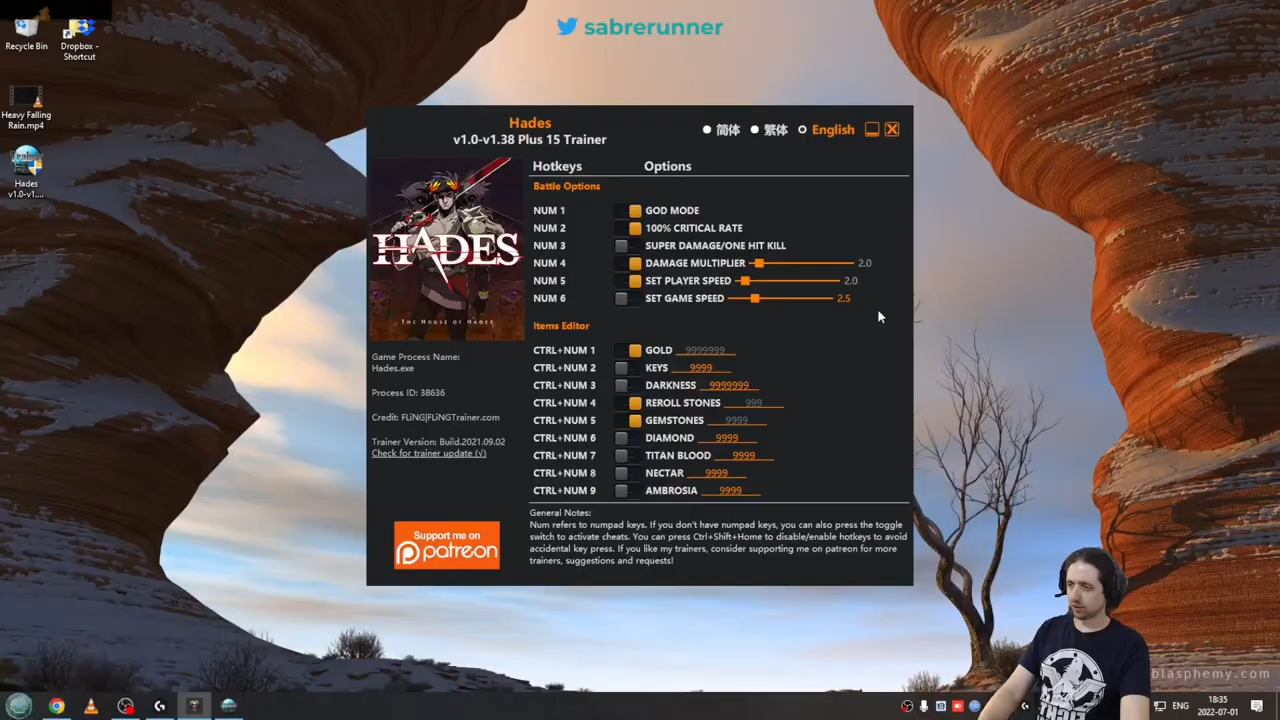 sabrerunner
Recycle Bin
Dropbox -
Shortcut
Heavy Falling
Rain.mp4
Hades
v1.0-v1....
Hades
v1.0-v1.38 Plus 15 Trainer
简体 繁体 English
HADES
THE HOUSE OF HADES
Game Process Name:
Hades.exe
Process ID: 38636
Credit: FLiNG|FLiNGTrainer.com
Trainer Version: Build.2021.09.02
Check for trainer update (√)
Support me on
patreon
Hotkeys Options
Battle Options
NUM 1 GOD MODE
NUM 2 100% CRITICAL RATE
NUM 3 SUPER DAMAGE/ONE HIT KILL
NUM 4 DAMAGE MULTIPLIER 2.0
NUM 5 SET PLAYER SPEED 2.0
NUM 6 SET GAME SPEED 2.5
Items Editor
CTRL+NUM 1 GOLD 9999999
CTRL+NUM 2 KEYS 9999
CTRL+NUM 3 DARKNESS 9999999
CTRL+NUM 4 REROLL STONES 999
CTRL+NUM 5 GEMSTONES 9999
CTRL+NUM 6 DIAMOND 9999
CTRL+NUM 7 TITAN BLOOD 9999
CTRL+NUM 8 NECTAR 9999
CTRL+NUM 9 AMBROSIA 9999
General Notes:
Num refers to numpad keys. If you don't have numpad keys, you can also press the toggle
switch to activate cheats. You can press Ctrl+Shift+Home to disable/enable hotkeys to avoid
accidental key press. If you like my trainers, consider supporting me on patreon for more
trainers, suggestions and requests!
blasphemy.com
ENG
18:35
2022-07-01